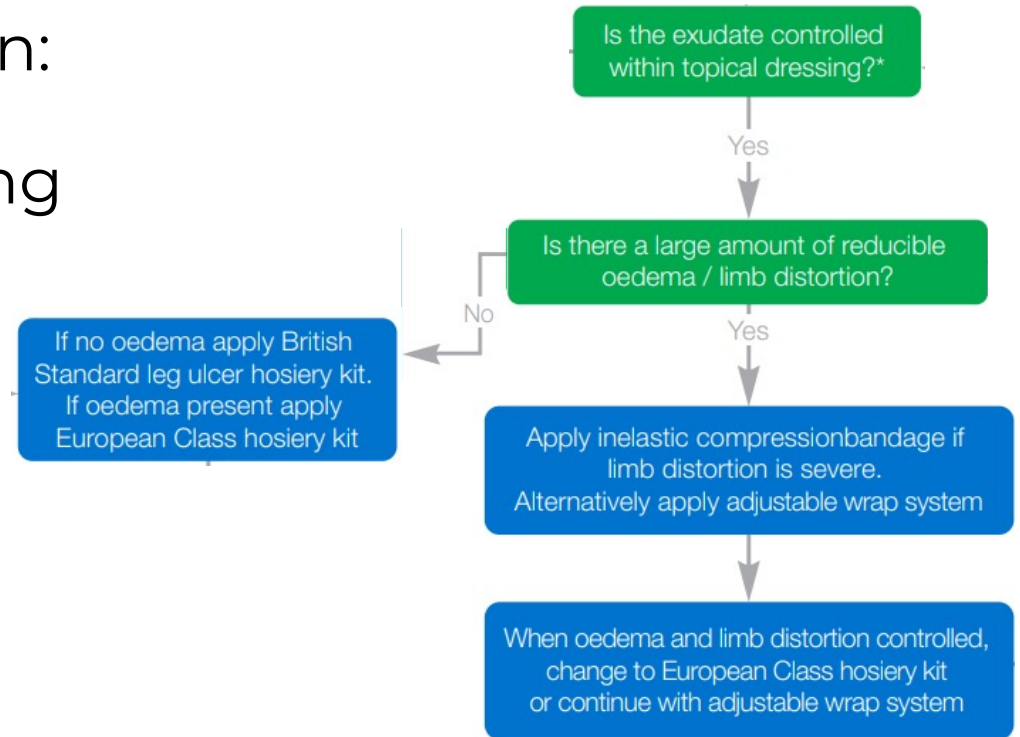 n:
ng
Is the exudate controlled
within topical dressing?*
Yes
Is there a large amount of reducible
oedema / limb distortion?
No
Yes
If no oedema apply British
Standard leg ulcer hosiery kit.
If oedema present apply
European Class hosiery kit
Apply inelastic compressionbandage if
limb distortion is severe.
Alternatively apply adjustable wrap system
When oedema and limb distortion controlled,
change to European Class hosiery kit
or continue with adjustable wrap system